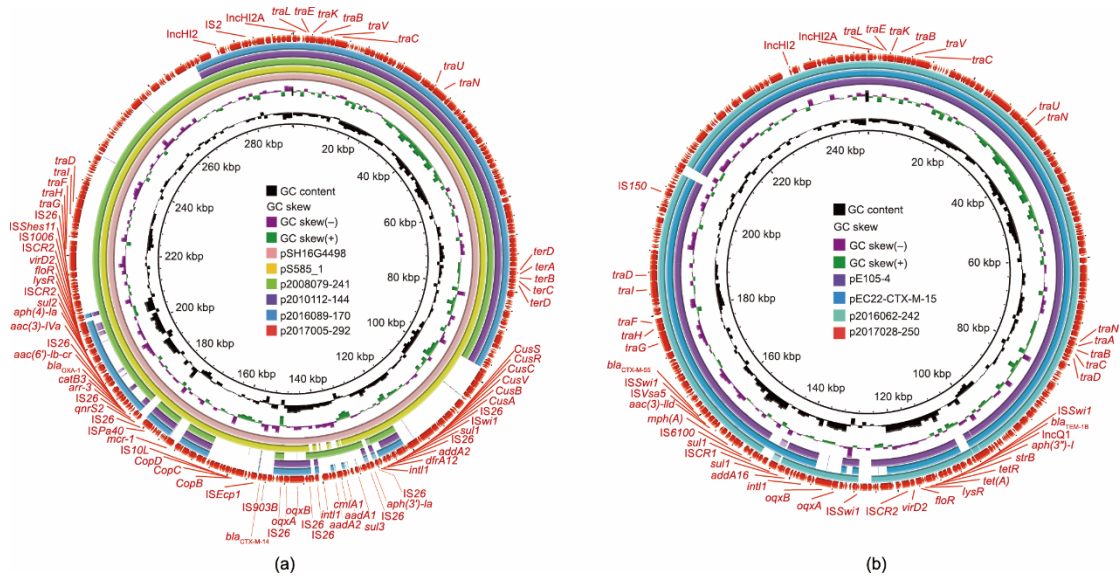 IncHI2
IS2
IncHI2A
traL
traE
traK
traB
traV
traC
traU
traN
terD
terA
terB
terC
terD
CusS
CusR
CusC
CusV
CusB
CusA
IS26
ISwi1
sul1
IS26
addA2
dfrA12
intI1
IS26
aph(3')-Ia
IS26
sul3
cmlA1
aadA1
aadA2
intI1
IS26
IS26
oqxB
oqxA
IS26
IS903B
blaCTX-M-14
ISEcp1
CopB
CopC
CopD
IS10L
mcr-1
ISPa40
IS26
qnrS2
IS26
arr-3
catB3
blaOXA-1
aac(6')-Ib-cr
IS26
aac(3)-IVa
aph(4)-Ia
sul2
ISCR2
lysR
floR
virD2
ISCR2
IS1006
ISShes11
IS26
traG
traH
traF
traI
traD
280 kbp
20 kbp
40 kbp
60 kbp
80 kbp
100 kbp
120 kbp
140 kbp
160 kbp
180 kbp
200 kbp
220 kbp
240 kbp
260 kbp
GC content
GC skew
GC skew(−)
GC skew(+)
pSH16G4498
pS585_1
p2008079-241
p2010112-144
p2016089-170
p2017005-292
(a)
IncHI2
IncHI2A
traL
traE
traK
traB
traV
traC
traU
traN
traN
traA
traB
traC
traD
ISSwi1
blaTEM-1B
IncQ1
aph(3'')-I
strB
tetR
tet(A)
lysR
floR
virD2
ISCR2
ISSwi1
oqxA
oqxB
intI1
addA16
sul1
ISCR1
sul1
IS6100
mph(A)
aac(3)-IId
ISVsa5
ISSwi1
blaCTX-M-55
traG
traH
traF
traI
traD
IS150
240 kbp
20 kbp
40 kbp
60 kbp
80 kbp
100 kbp
120 kbp
140 kbp
160 kbp
180 kbp
200 kbp
220 kbp
GC content
GC skew
GC skew(−)
GC skew(+)
pE105-4
pEC22-CTX-M-15
p2016062-242
p2017028-250
(b)